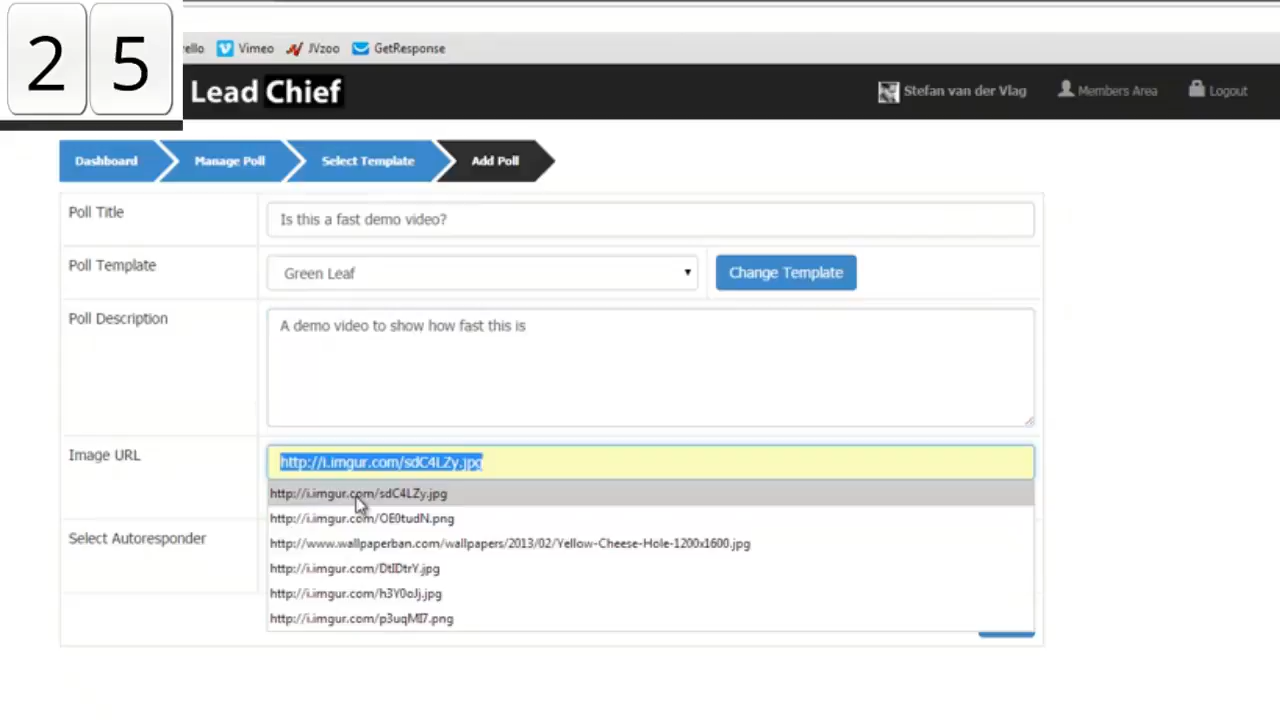 2 5
ello Vimeo JVzoo GetResponse
Lead Chief
Stefan van der Vlag Members Area Logout
Dashboard Manage Poll Select Template Add Poll
Poll Title
Is this a fast demo video?
Poll Template
Green Leaf
Change Template
Poll Description
A demo video to show how fast this is
Image URL
http://i.imgur.com/sdC4LZy.jpg
http://i.imgur.com/sdC4LZy.jpg
http://i.imgur.com/OE0tudN.png
http://www.wallpaperban.com/wallpapers/2013/02/Yellow-Cheese-Hole-1200x1600.jpg
Select Autoresponder
http://i.imgur.com/DtIDtrY.jpg
http://i.imgur.com/h3Y0oJj.jpg
http://i.imgur.com/p3uqMI7.png